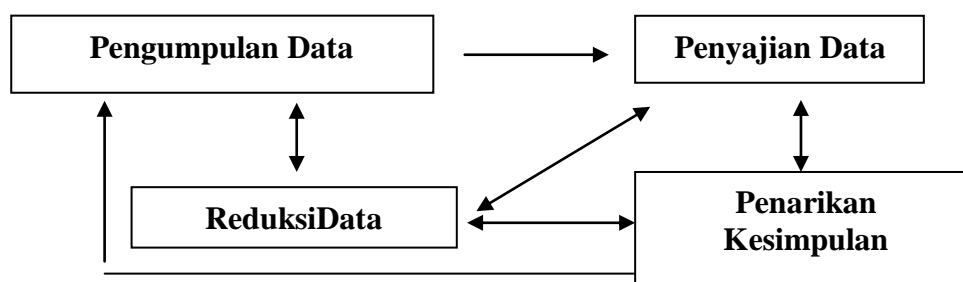 Pengumpulan Data
Penyajian Data
ReduksiData
Penarikan
Kesimpulan